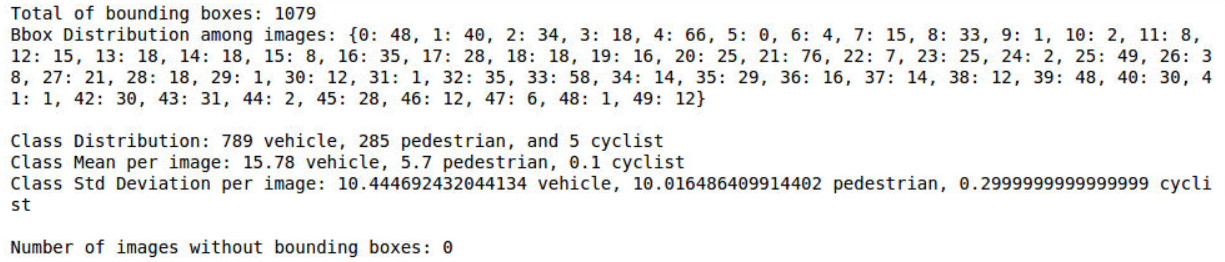 Total of bounding boxes: 1079
Bbox Distribution among images: {0: 48, 1: 40, 2: 34, 3: 18, 4: 66, 5: 0, 6: 4, 7: 15, 8: 33, 9: 1, 10: 2, 11: 8,
12: 15, 13: 18, 14: 18, 15: 8, 16: 35, 17: 28, 18: 18, 19: 16, 20: 25, 21: 76, 22: 7, 23: 25, 24: 2, 25: 49, 26: 3
8, 27: 21, 28: 18, 29: 1, 30: 12, 31: 1, 32: 35, 33: 58, 34: 14, 35: 29, 36: 16, 37: 14, 38: 12, 39: 48, 40: 30, 4
1: 1, 42: 30, 43: 31, 44: 2, 45: 28, 46: 12, 47: 6, 48: 1, 49: 12}
Class Distribution: 789 vehicle, 285 pedestrian, and 5 cyclist
Class Mean per image: 15.78 vehicle, 5.7 pedestrian, 0.1 cyclist
Class Std Deviation per image: 10.444692432044134 vehicle, 10.016486409914402 pedestrian, 0.2999999999999999 cycli
st
Number of images without bounding boxes: 0